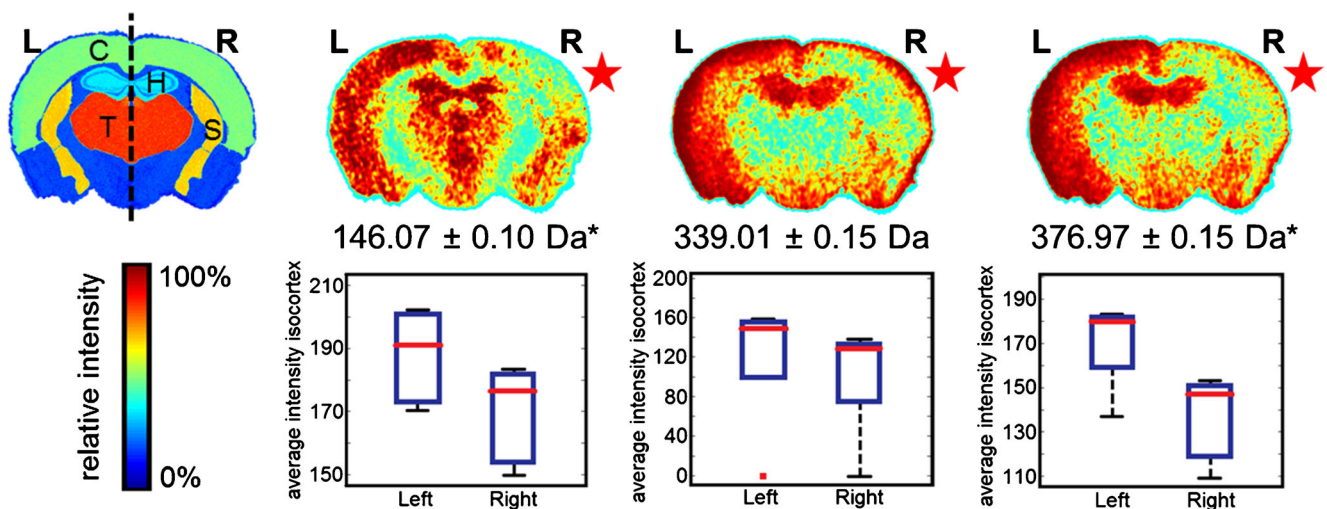 L
R
C
H
T
S
L
R
L
R
L
R
146.07 ± 0.10 Da*
339.01 ± 0.15 Da
376.97 ± 0.15 Da*
relative intensity
100%
0%
average intensity isocortex
210
190
170
150
Left
Right
average intensity isocortex
200
160
120
80
40
0
Left
Right
average intensity isocortex
190
170
150
130
110
Left
Right